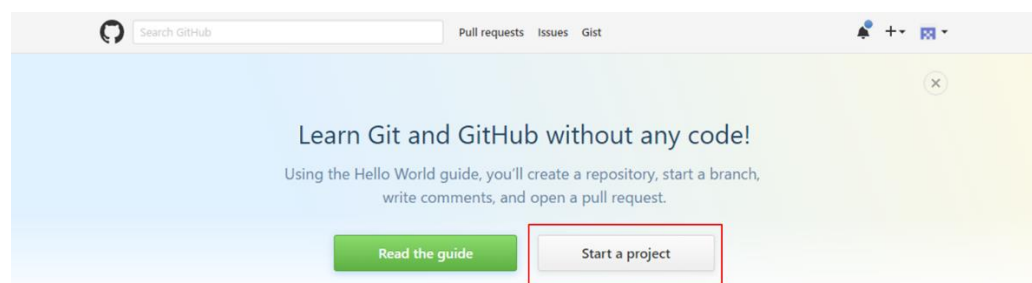 Search GitHub Pull requests Issues Gist
Learn Git and GitHub without any code!
Using the Hello World guide, you'll create a repository, start a branch,
write comments, and open a pull request.
Read the guide Start a project